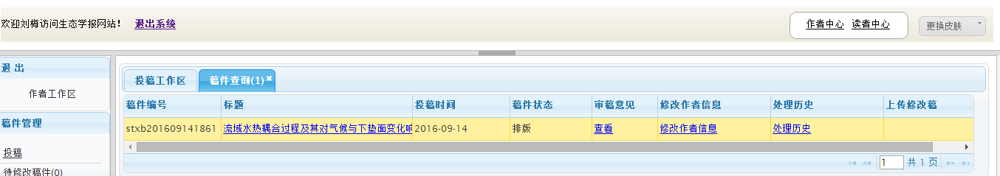 欢迎刘梅访问生态学报网站！ 退出系统 作者中心 读者中心 更换皮肤
退 出
作者工作区
稿件管理
投稿
待修改稿件(0)
投稿工作区 稿件查询(1)
稿件编号 标题 投稿时间 稿件状态 审稿意见 修改作者信息 处理历史 上传修改稿
stxb201609141861 流域水热耦合过程及其对气候与下垫面变化响 2016-09-14 排版 查看 修改作者信息 处理历史
1 共 1 页